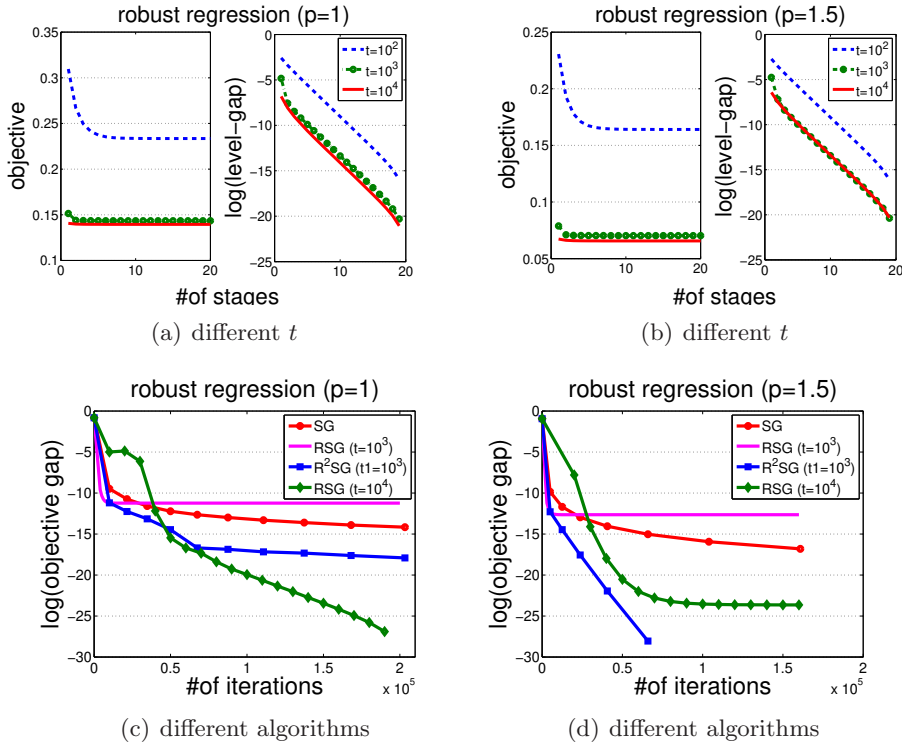 robust regression (p=1)
0.35
0.3
0.25
0.2
0.15
0.1
objective
0
10
20
0
−5
−10
−15
−20
−25
log(level−gap)
0
10
20
t=10²
t=10³
t=10⁴
#of stages
(a) different t
robust regression (p=1.5)
0.25
0.2
0.15
0.1
0.05
objective
0
10
20
0
−5
−10
−15
−20
−25
log(level−gap)
0
10
20
t=10²
t=10³
t=10⁴
#of stages
(b) different t
robust regression (p=1)
0
−5
−10
−15
−20
−25
−30
log(objective gap)
SG
RSG (t=10³)
R²SG (t1=10³)
RSG (t=10⁴)
0
0.5
1
1.5
2
x 10⁵
#of iterations
(c) different algorithms
robust regression (p=1.5)
0
−5
−10
−15
−20
−25
−30
log(objective gap)
SG
RSG (t=10³)
R²SG (t1=10³)
RSG (t=10⁴)
0
0.5
1
1.5
2
x 10⁵
#of iterations
(d) different algorithms